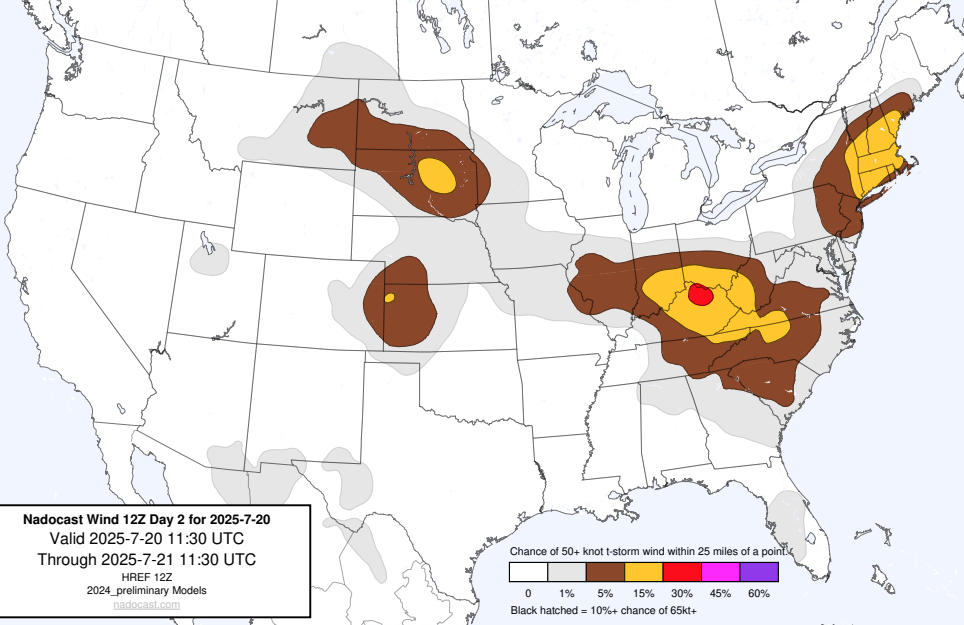 Nadocast Wind 12Z Day 2 for 2025-7-20
Valid 2025-7-20 11:30 UTC
Through 2025-7-21 11:30 UTC
HREF 12Z
2024_preliminary Models
nadocast.com
Chance of 50+ knot t-storm wind within 25 miles of a point.
0 1% 5% 15% 30% 45% 60%
Black hatched = 10%+ chance of 65kt+